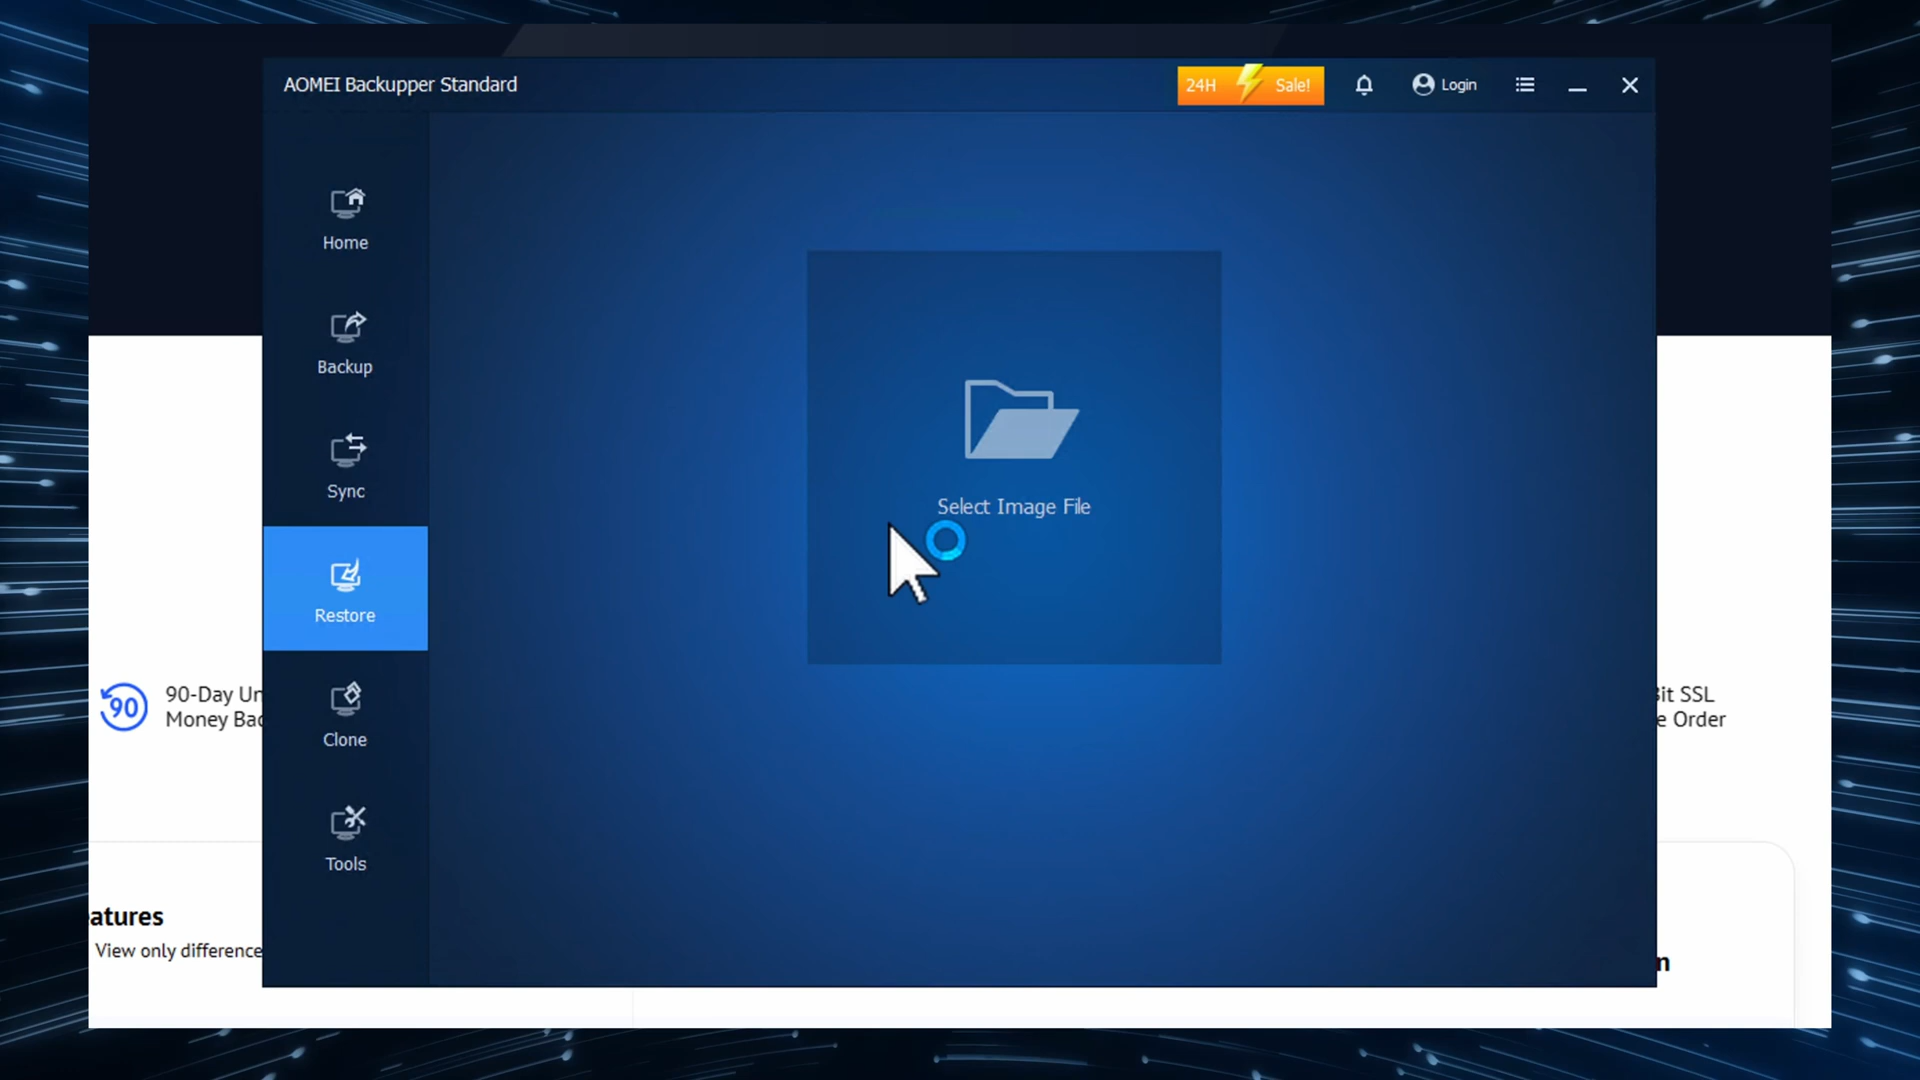 AOMEI Backupper Standard
24H Sale!
Login
Home
Backup
Sync
Restore
Clone
Tools
Select Image File
90
90-Day Un
Money Bac
Bit SSL
e Order
atures
View only difference
n